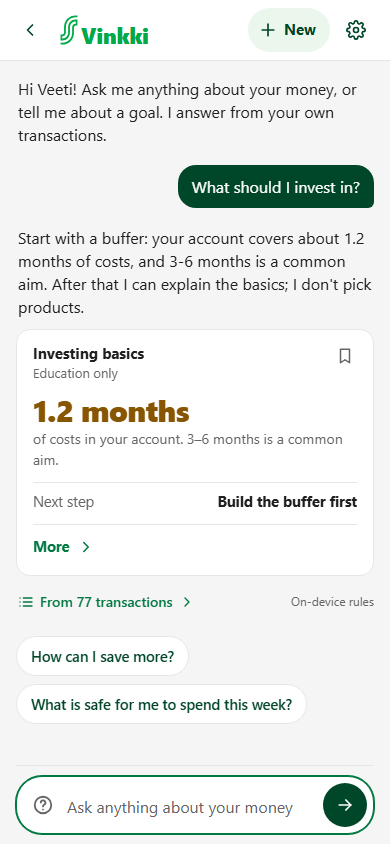 Vinkki
New
Hi Veeti! Ask me anything about your money, or
tell me about a goal. I answer from your own
transactions.
What should I invest in?
Start with a buffer: your account covers about 1.2
months of costs, and 3-6 months is a common
aim. After that I can explain the basics; I don't pick
products.
Investing basics
Education only
1.2 months
of costs in your account. 3–6 months is a common
aim.
Next step Build the buffer first
More
From 77 transactions On-device rules
How can I save more?
What is safe for me to spend this week?
Ask anything about your money